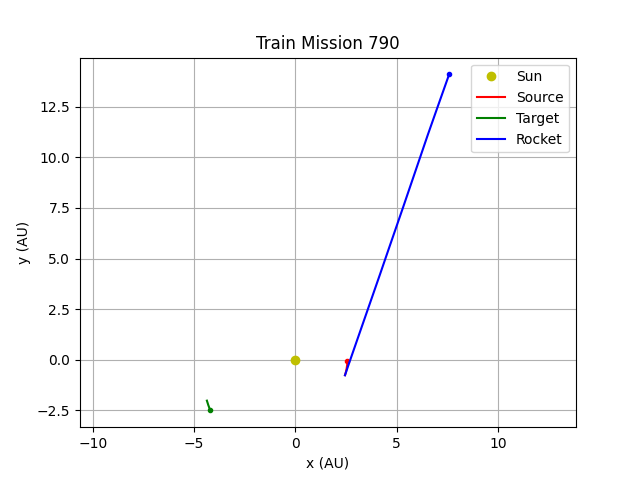 Train Mission 790
Sun
Source
Target
Rocket
y (AU)
12.5
10.0
7.5
5.0
2.5
0.0
−2.5
−10
−5
0
5
10
x (AU)